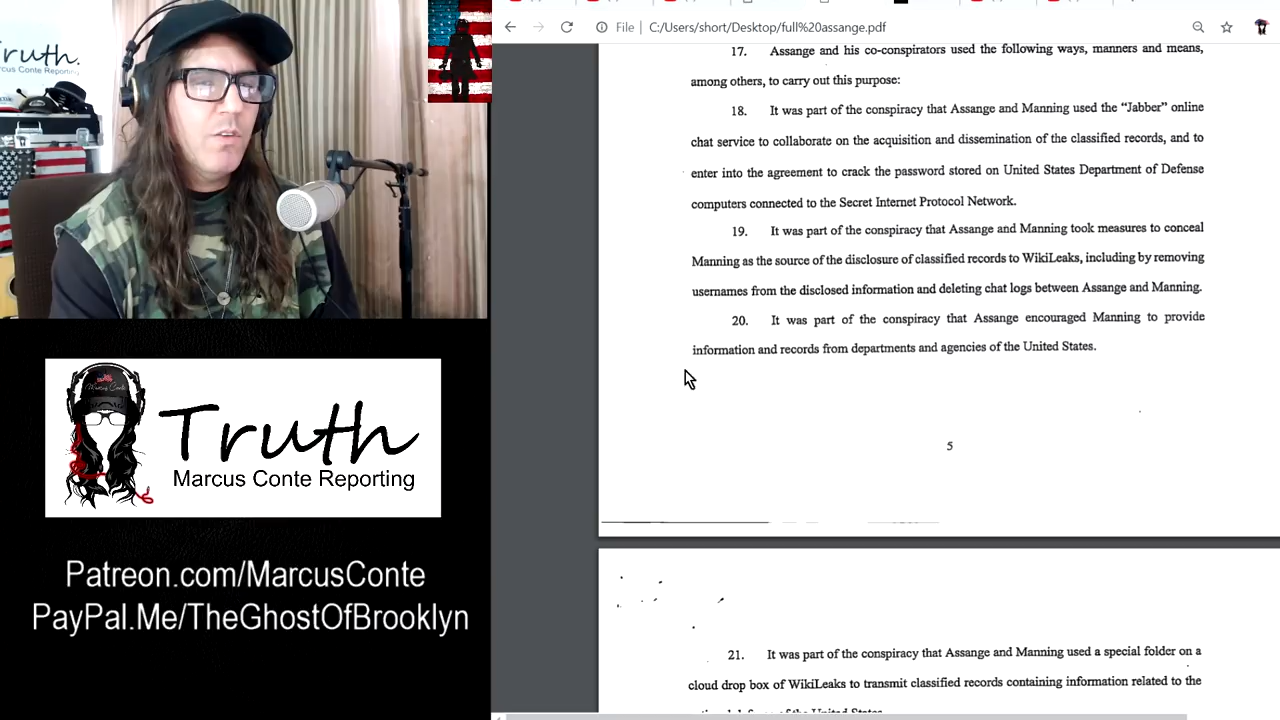 Truth.
Marcus Conte Reporting
Truth
Marcus Conte Reporting
Patreon.com/MarcusConte
PayPal.Me/TheGhostOfBrooklyn
File | C:/Users/short/Desktop/full%20assange.pdf
17. Assange and his co-conspirators used the following ways, manners and means,
among others, to carry out this purpose:
18. It was part of the conspiracy that Assange and Manning used the “Jabber” online
chat service to collaborate on the acquisition and dissemination of the classified records, and to
enter into the agreement to crack the password stored on United States Department of Defense
computers connected to the Secret Internet Protocol Network.
19. It was part of the conspiracy that Assange and Manning took measures to conceal
Manning as the source of the disclosure of classified records to WikiLeaks, including by removing
usernames from the disclosed information and deleting chat logs between Assange and Manning.
20. It was part of the conspiracy that Assange encouraged Manning to provide
information and records from departments and agencies of the United States.
5
21. It was part of the conspiracy that Assange and Manning used a special folder on a
cloud drop box of WikiLeaks to transmit classified records containing information related to the